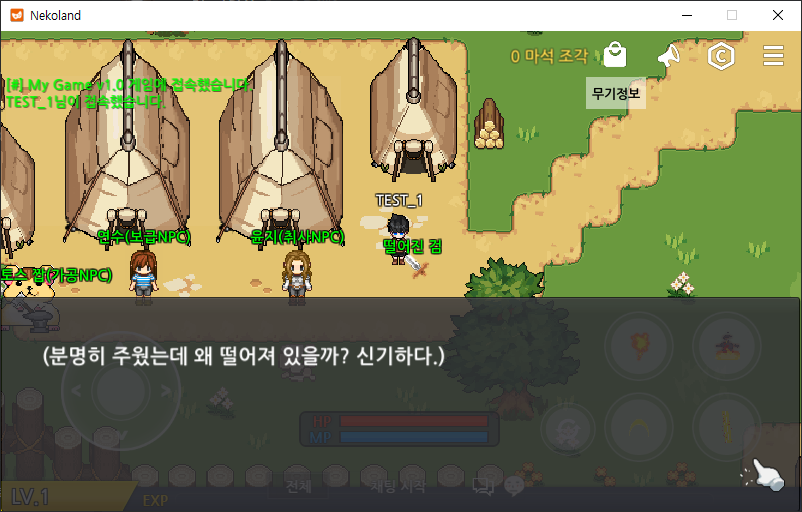 Nekoland
0 마석 조각
[#] My Game v1.0 게임에 접속했습니다
TEST_1님이 접속했습니다.
무기정보
TEST_1
연수(보급NPC)
윤지(취사NPC)
떨어진 검
토스 쌉(가공NPC)
(분명히 주웠는데 왜 떨어져 있을까? 신기하다.)
HP
MP
전체
채팅 시작
LV.1
EXP